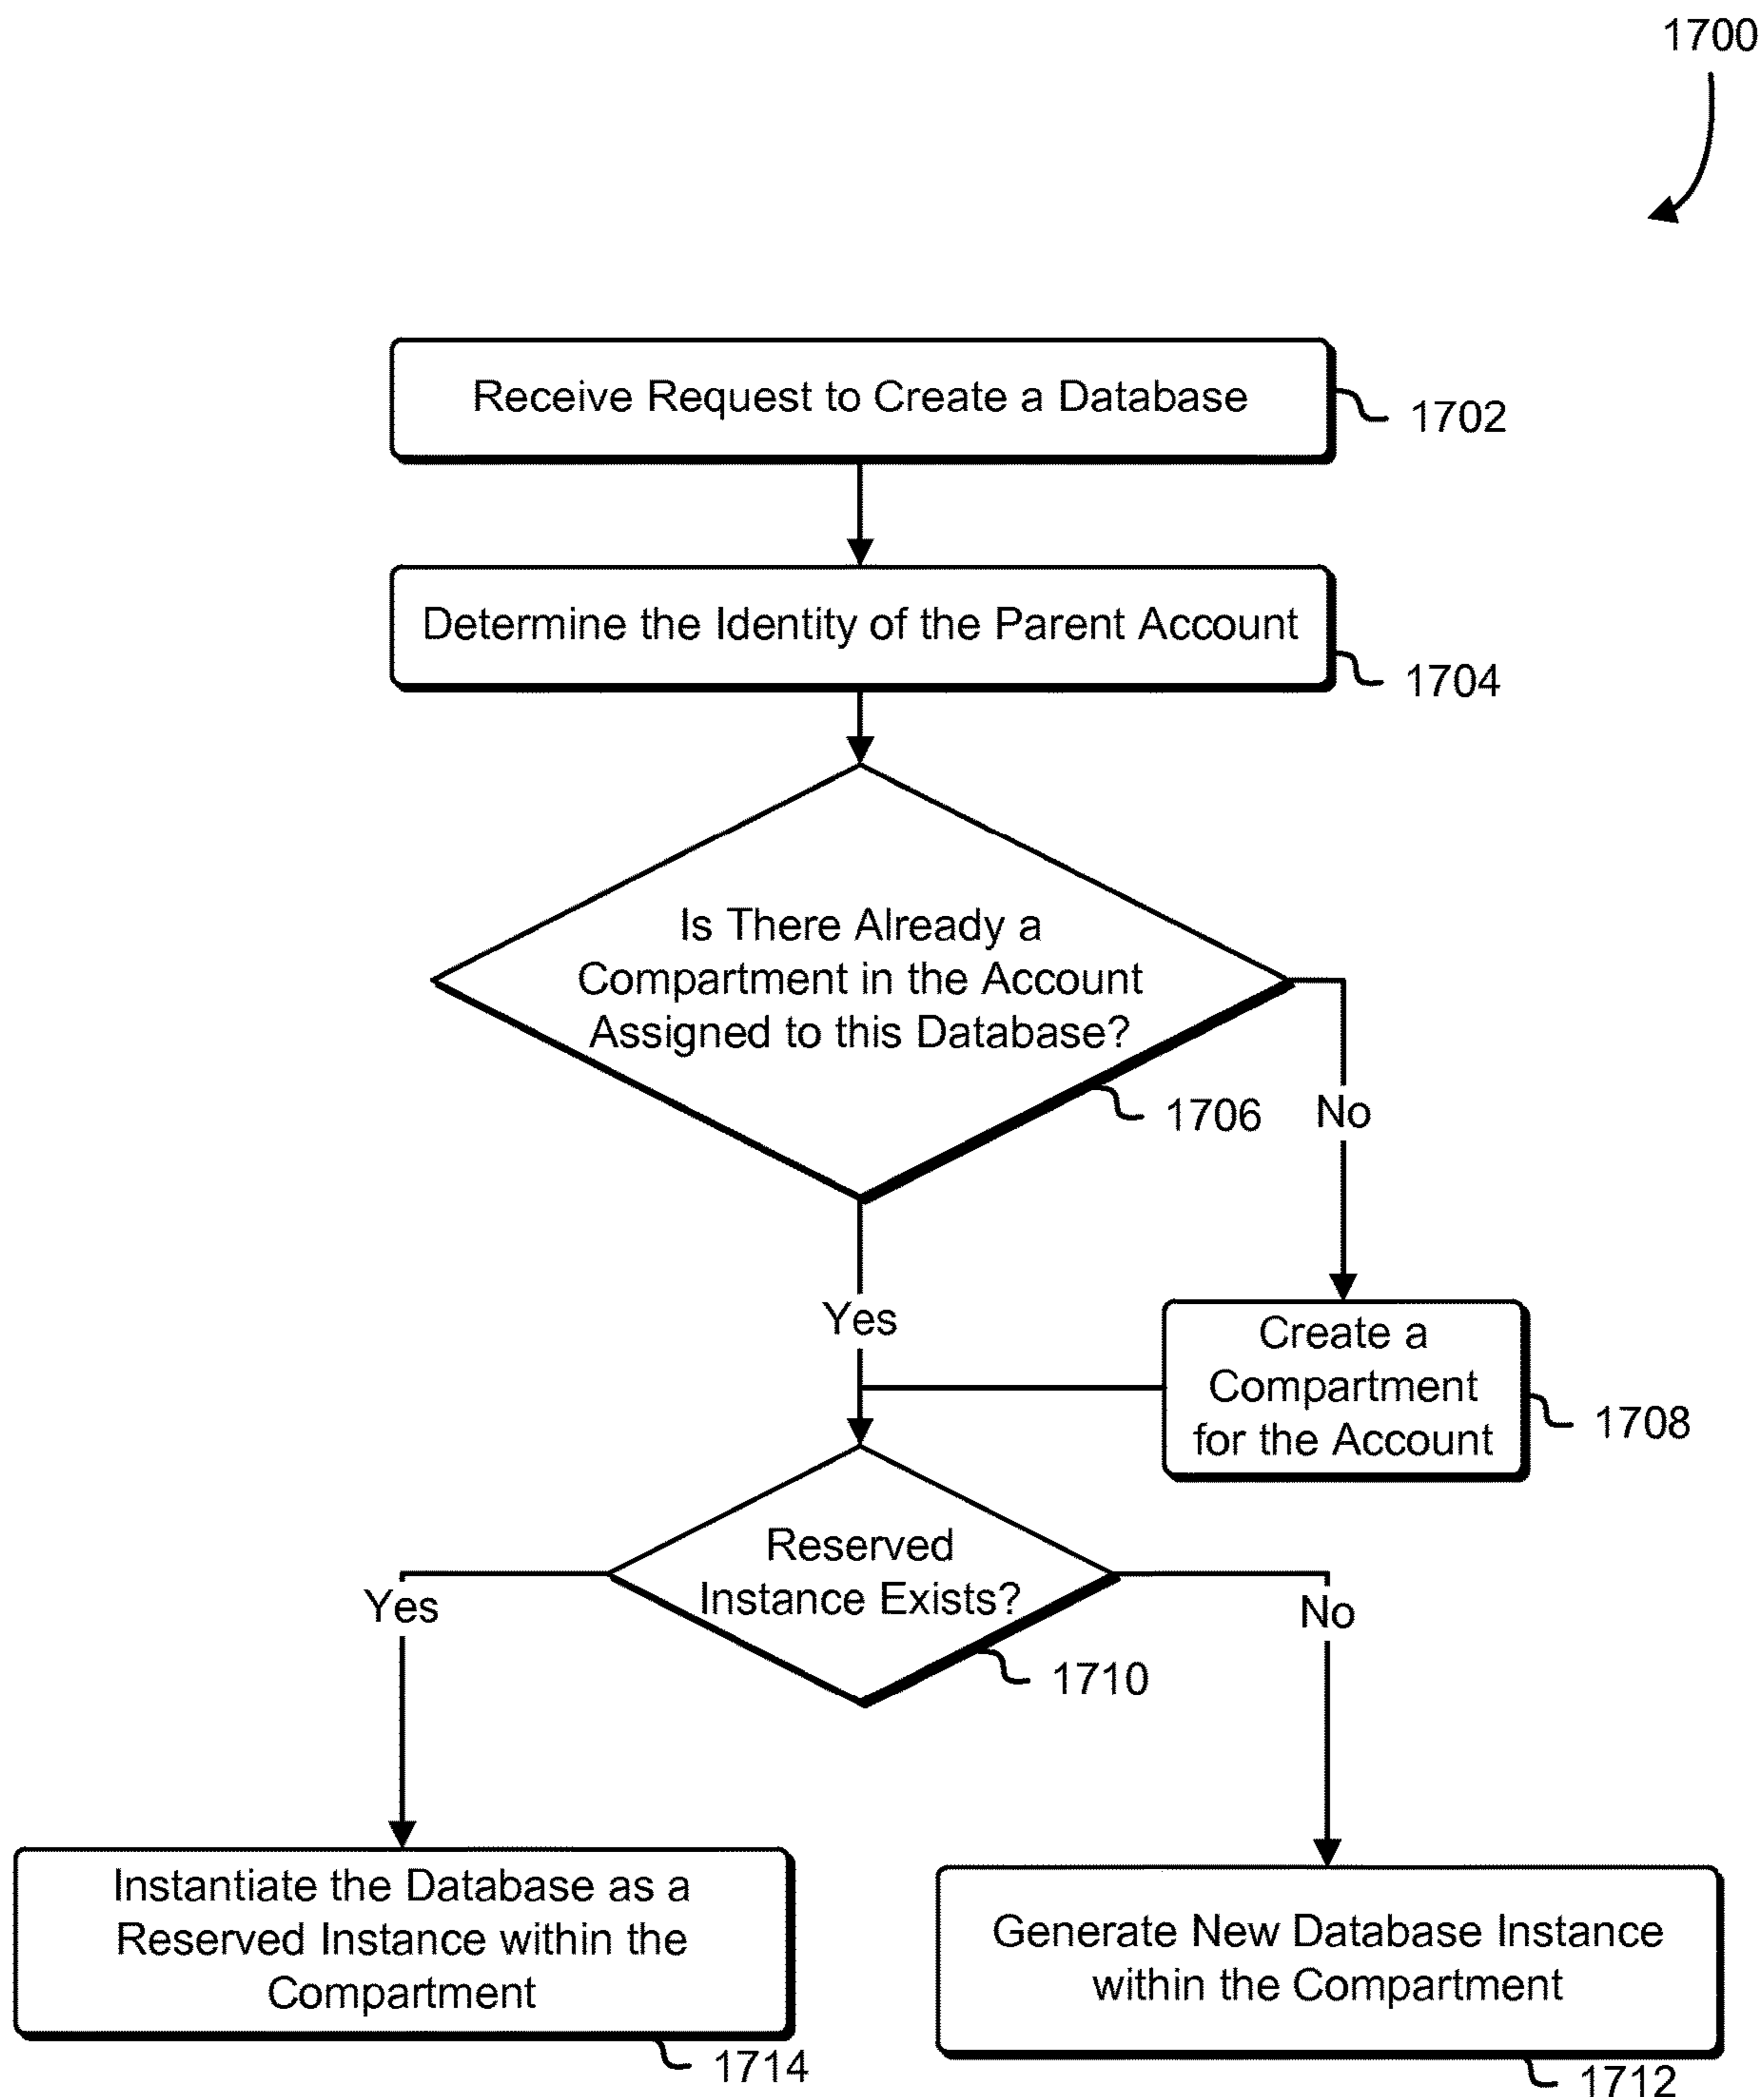 1700
Receive Request to Create a Database
1702
Determine the Identity of the Parent Account
1704
Is There Already a
Compartment in the Account
Assigned to this Database?
1706
No
Yes
Create a
Compartment
for the Account
1708
Reserved
Instance Exists?
1710
Yes
No
Instantiate the Database as a
Reserved Instance within the
Compartment
1714
Generate New Database Instance
within the Compartment
1712